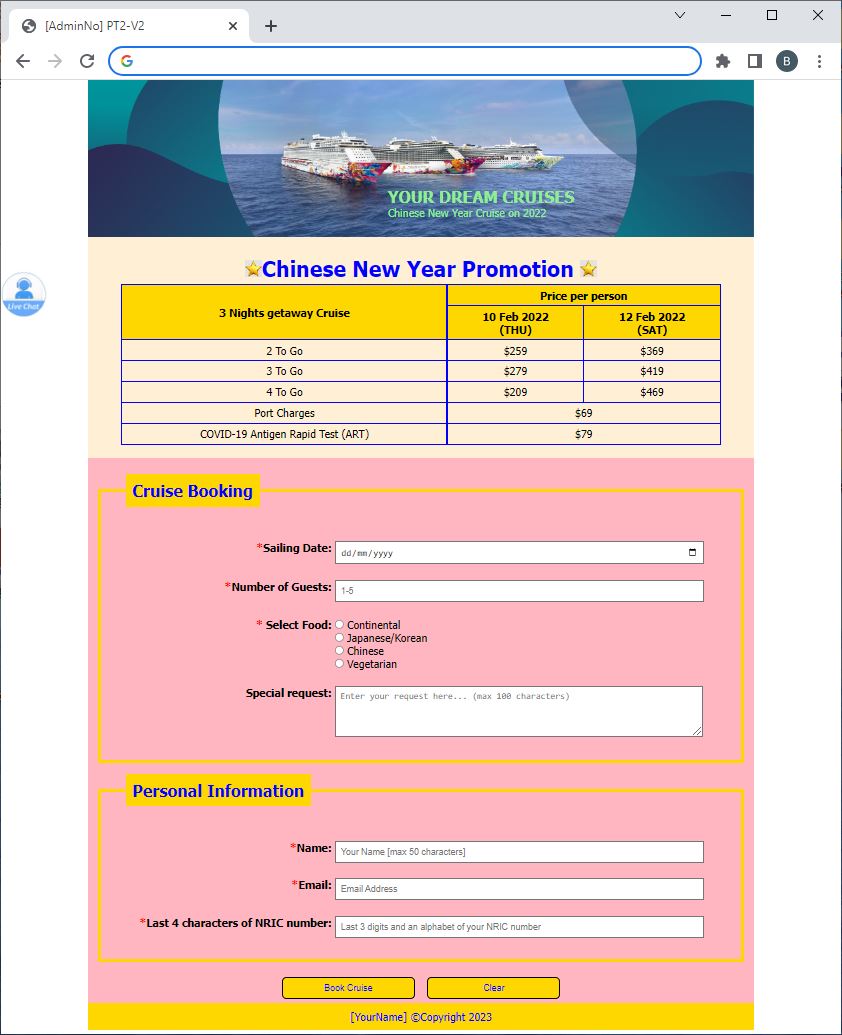 [AdminNo] PT2-V2
B
YOUR DREAM CRUISES
Chinese New Year Cruise on 2022
Live Chat
Chinese New Year Promotion
3 Nights getaway Cruise
Price per person
10 Feb 2022 12 Feb 2022
(THU) (SAT)
2 To Go $259 $369
3 To Go $279 $419
4 To Go $209 $469
Port Charges $69
COVID-19 Antigen Rapid Test (ART) $79
Cruise Booking
*Sailing Date: dd/mm/yyyy
*Number of Guests: 1-5
* Select Food: Continental
Japanese/Korean
Chinese
Vegetarian
Special request: Enter your request here... (max 100 characters)
Personal Information
*Name: Your Name [max 50 characters]
*Email: Email Address
*Last 4 characters of NRIC number: Last 3 digits and an alphabet of your NRIC number
Book Cruise Clear
[YourName] ©Copyright 2023